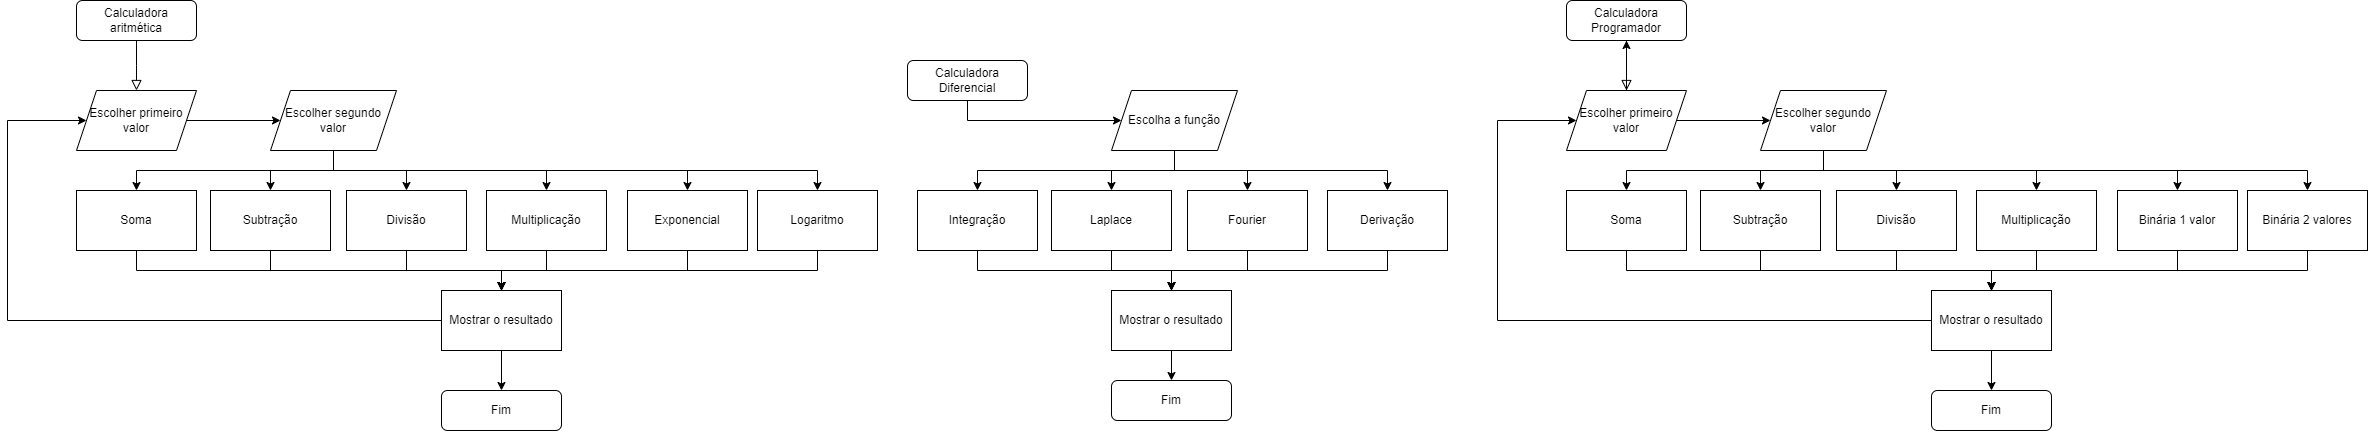 Calculadora
aritmética
Escolher primeiro
valor
Escolher segundo
valor
Soma
Subtração
Divisão
Multiplicação
Exponencial
Logaritmo
Mostrar o resultado
Fim
Calculadora
Diferencial
Escolha a função
Integração
Laplace
Fourier
Derivação
Mostrar o resultado
Fim
Calculadora
Programador
Escolher primeiro
valor
Escolher segundo
valor
Soma
Subtração
Divisão
Multiplicação
Binária 1 valor
Binária 2 valores
Mostrar o resultado
Fim